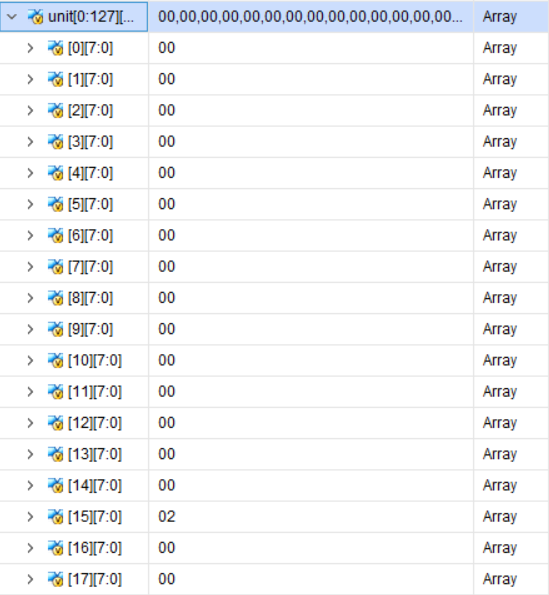 unit[0:127][... 00,00,00,00,00,00,00,00,00,00,00,00,00,00... Array
[0][7:0] 00 Array
[1][7:0] 00 Array
[2][7:0] 00 Array
[3][7:0] 00 Array
[4][7:0] 00 Array
[5][7:0] 00 Array
[6][7:0] 00 Array
[7][7:0] 00 Array
[8][7:0] 00 Array
[9][7:0] 00 Array
[10][7:0] 00 Array
[11][7:0] 00 Array
[12][7:0] 00 Array
[13][7:0] 00 Array
[14][7:0] 00 Array
[15][7:0] 02 Array
[16][7:0] 00 Array
[17][7:0] 00 Array